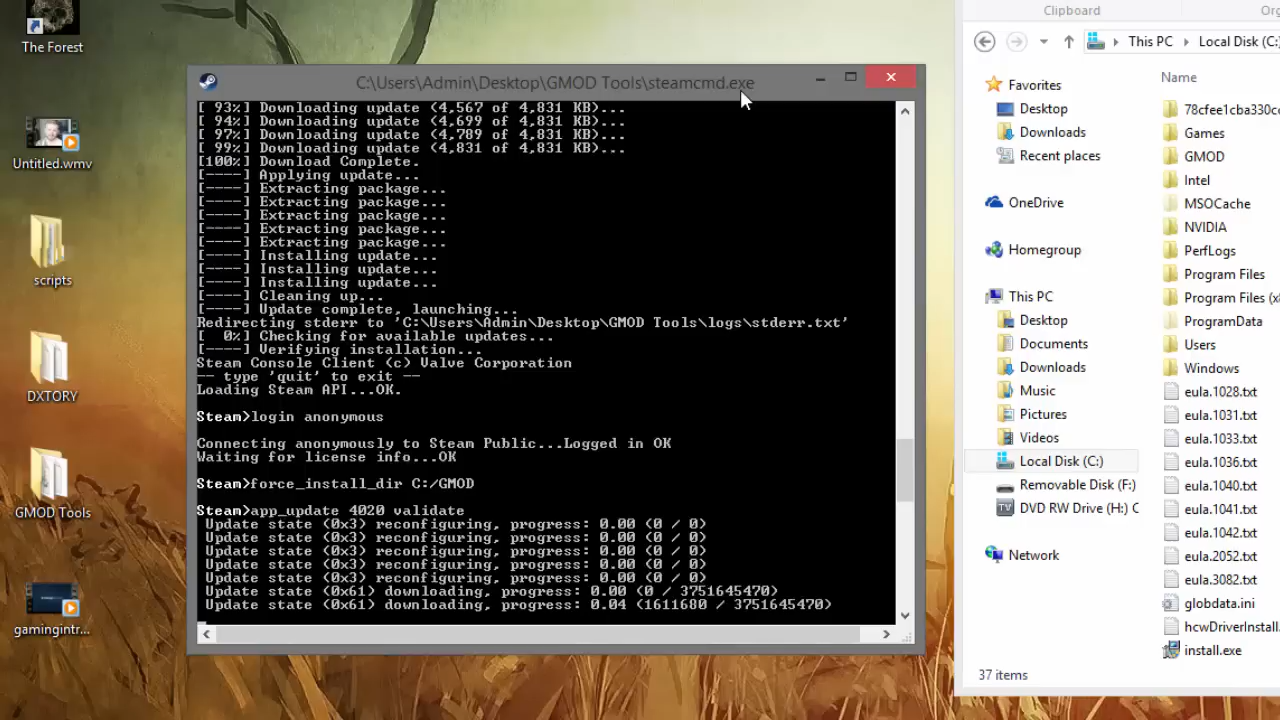 The Forest
Untitled.wmv
scripts
DXTORY
GMOD Tools
gamingintr...
C:\Users\Admin\Desktop\GMOD Tools\steamcmd.exe
[ 93%] Downloading update (4,567 of 4,831 KB)...
[ 94%] Downloading update (4,699 of 4,831 KB)...
[ 97%] Downloading update (4,789 of 4,831 KB)...
[ 99%] Downloading update (4,831 of 4,831 KB)...
[100%] Download Complete.
[----] Applying update...
[----] Extracting package...
[----] Extracting package...
[----] Extracting package...
[----] Extracting package...
[----] Extracting package...
[----] Installing update...
[----] Installing update...
[----] Installing update...
[----] Cleaning up...
[----] Update complete, launching...
Redirecting stderr to 'C:\Users\Admin\Desktop\GMOD Tools\logs\stderr.txt'
[  0%] Checking for available updates...
[----] Verifying installation...
Steam Console Client (c) Valve Corporation
-- type 'quit' to exit --
Loading Steam API...OK.
Steam>login anonymous
Connecting anonymously to Steam Public...Logged in OK
Waiting for license info...OK
Steam>force_install_dir C:/GMOD
Steam>app_update 4020 validate
Update state (0x3) reconfiguring, progress: 0.00 (0 / 0)
Update state (0x3) reconfiguring, progress: 0.00 (0 / 0)
Update state (0x3) reconfiguring, progress: 0.00 (0 / 0)
Update state (0x3) reconfiguring, progress: 0.00 (0 / 0)
Update state (0x3) reconfiguring, progress: 0.00 (0 / 0)
Update state (0x61) downloading, progress: 0.00 (0 / 3751645470)
Update state (0x61) downloading, progress: 0.04 (1611680 / 3751645470)
Clipboard
Org
This PC
Local Disk (C:
Favorites
Desktop
Downloads
Recent places
OneDrive
Homegroup
This PC
Desktop
Documents
Downloads
Music
Pictures
Videos
Local Disk (C:)
Removable Disk (F:)
DVD RW Drive (H:) C
Network
Name
78cfee1cba330c
Games
GMOD
Intel
MSOCache
NVIDIA
PerfLogs
Program Files
Program Files (x
ProgramData
Users
Windows
eula.1028.txt
eula.1031.txt
eula.1033.txt
eula.1036.txt
eula.1040.txt
eula.1041.txt
eula.1042.txt
eula.2052.txt
eula.3082.txt
globdata.ini
hcwDriverInstall.
install.exe
37 items